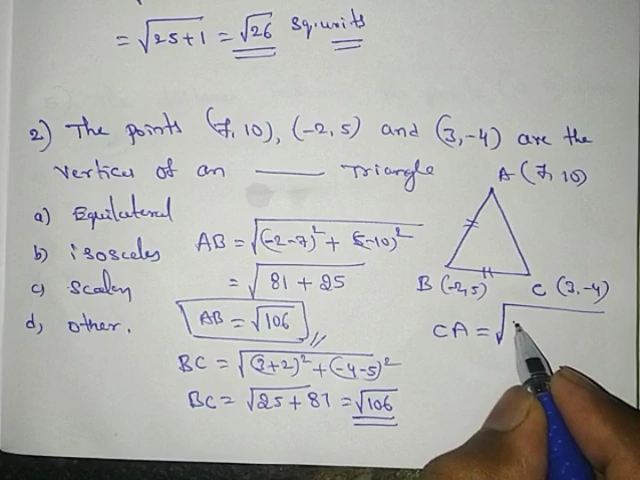 = √25+1 = √26 sq.units
2) The points (7,10), (-2,5) and (3,-4) are the
vertices of an ______ Triangle
A (7,10)
a) Equilateral
b) isosceles
c) Scalen
d) other.
AB = √(-2-7)² + (5-10)²
= √81 + 25
AB = √106
BC = √(3+2)² + (-4-5)²
BC = √25+81 = √106
B (-2,5)
C (3,-4)
CA = √